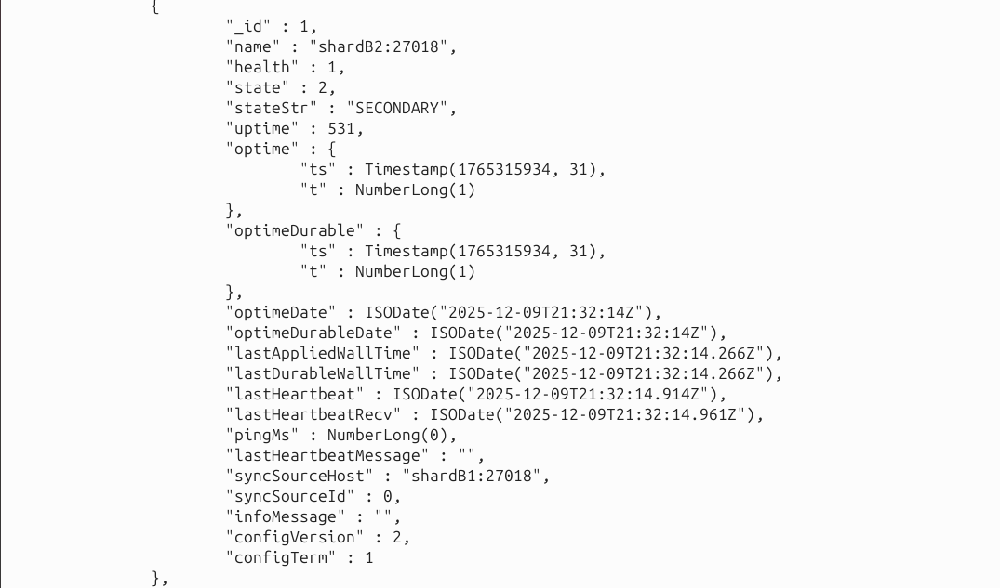 {
"_id" : 1,
"name" : "shardB2:27018",
"health" : 1,
"state" : 2,
"stateStr" : "SECONDARY",
"uptime" : 531,
"optime" : {
"ts" : Timestamp(1765315934, 31),
"t" : NumberLong(1)
},
"optimeDurable" : {
"ts" : Timestamp(1765315934, 31),
"t" : NumberLong(1)
},
"optimeDate" : ISODate("2025-12-09T21:32:14Z"),
"optimeDurableDate" : ISODate("2025-12-09T21:32:14Z"),
"lastAppliedWallTime" : ISODate("2025-12-09T21:32:14.266Z"),
"lastDurableWallTime" : ISODate("2025-12-09T21:32:14.266Z"),
"lastHeartbeat" : ISODate("2025-12-09T21:32:14.914Z"),
"lastHeartbeatRecv" : ISODate("2025-12-09T21:32:14.961Z"),
"pingMs" : NumberLong(0),
"lastHeartbeatMessage" : "",
"syncSourceHost" : "shardB1:27018",
"syncSourceId" : 0,
"infoMessage" : "",
"configVersion" : 2,
"configTerm" : 1
},